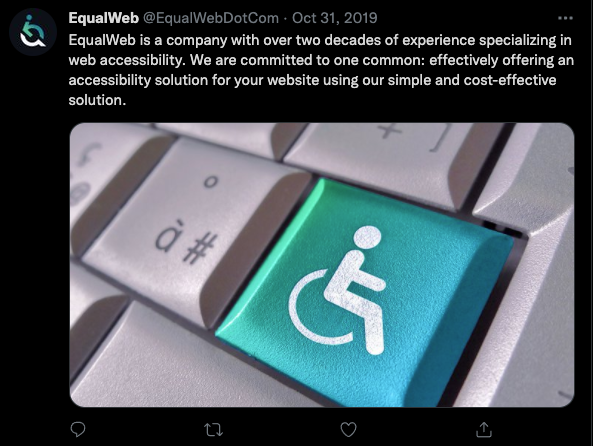 EqualWeb @EqualWebDotCom · Oct 31, 2019
EqualWeb is a company with over two decades of experience specializing in
web accessibility. We are committed to one common: effectively offering an
accessibility solution for your website using our simple and cost-effective
solution.
+ ]
°
à #